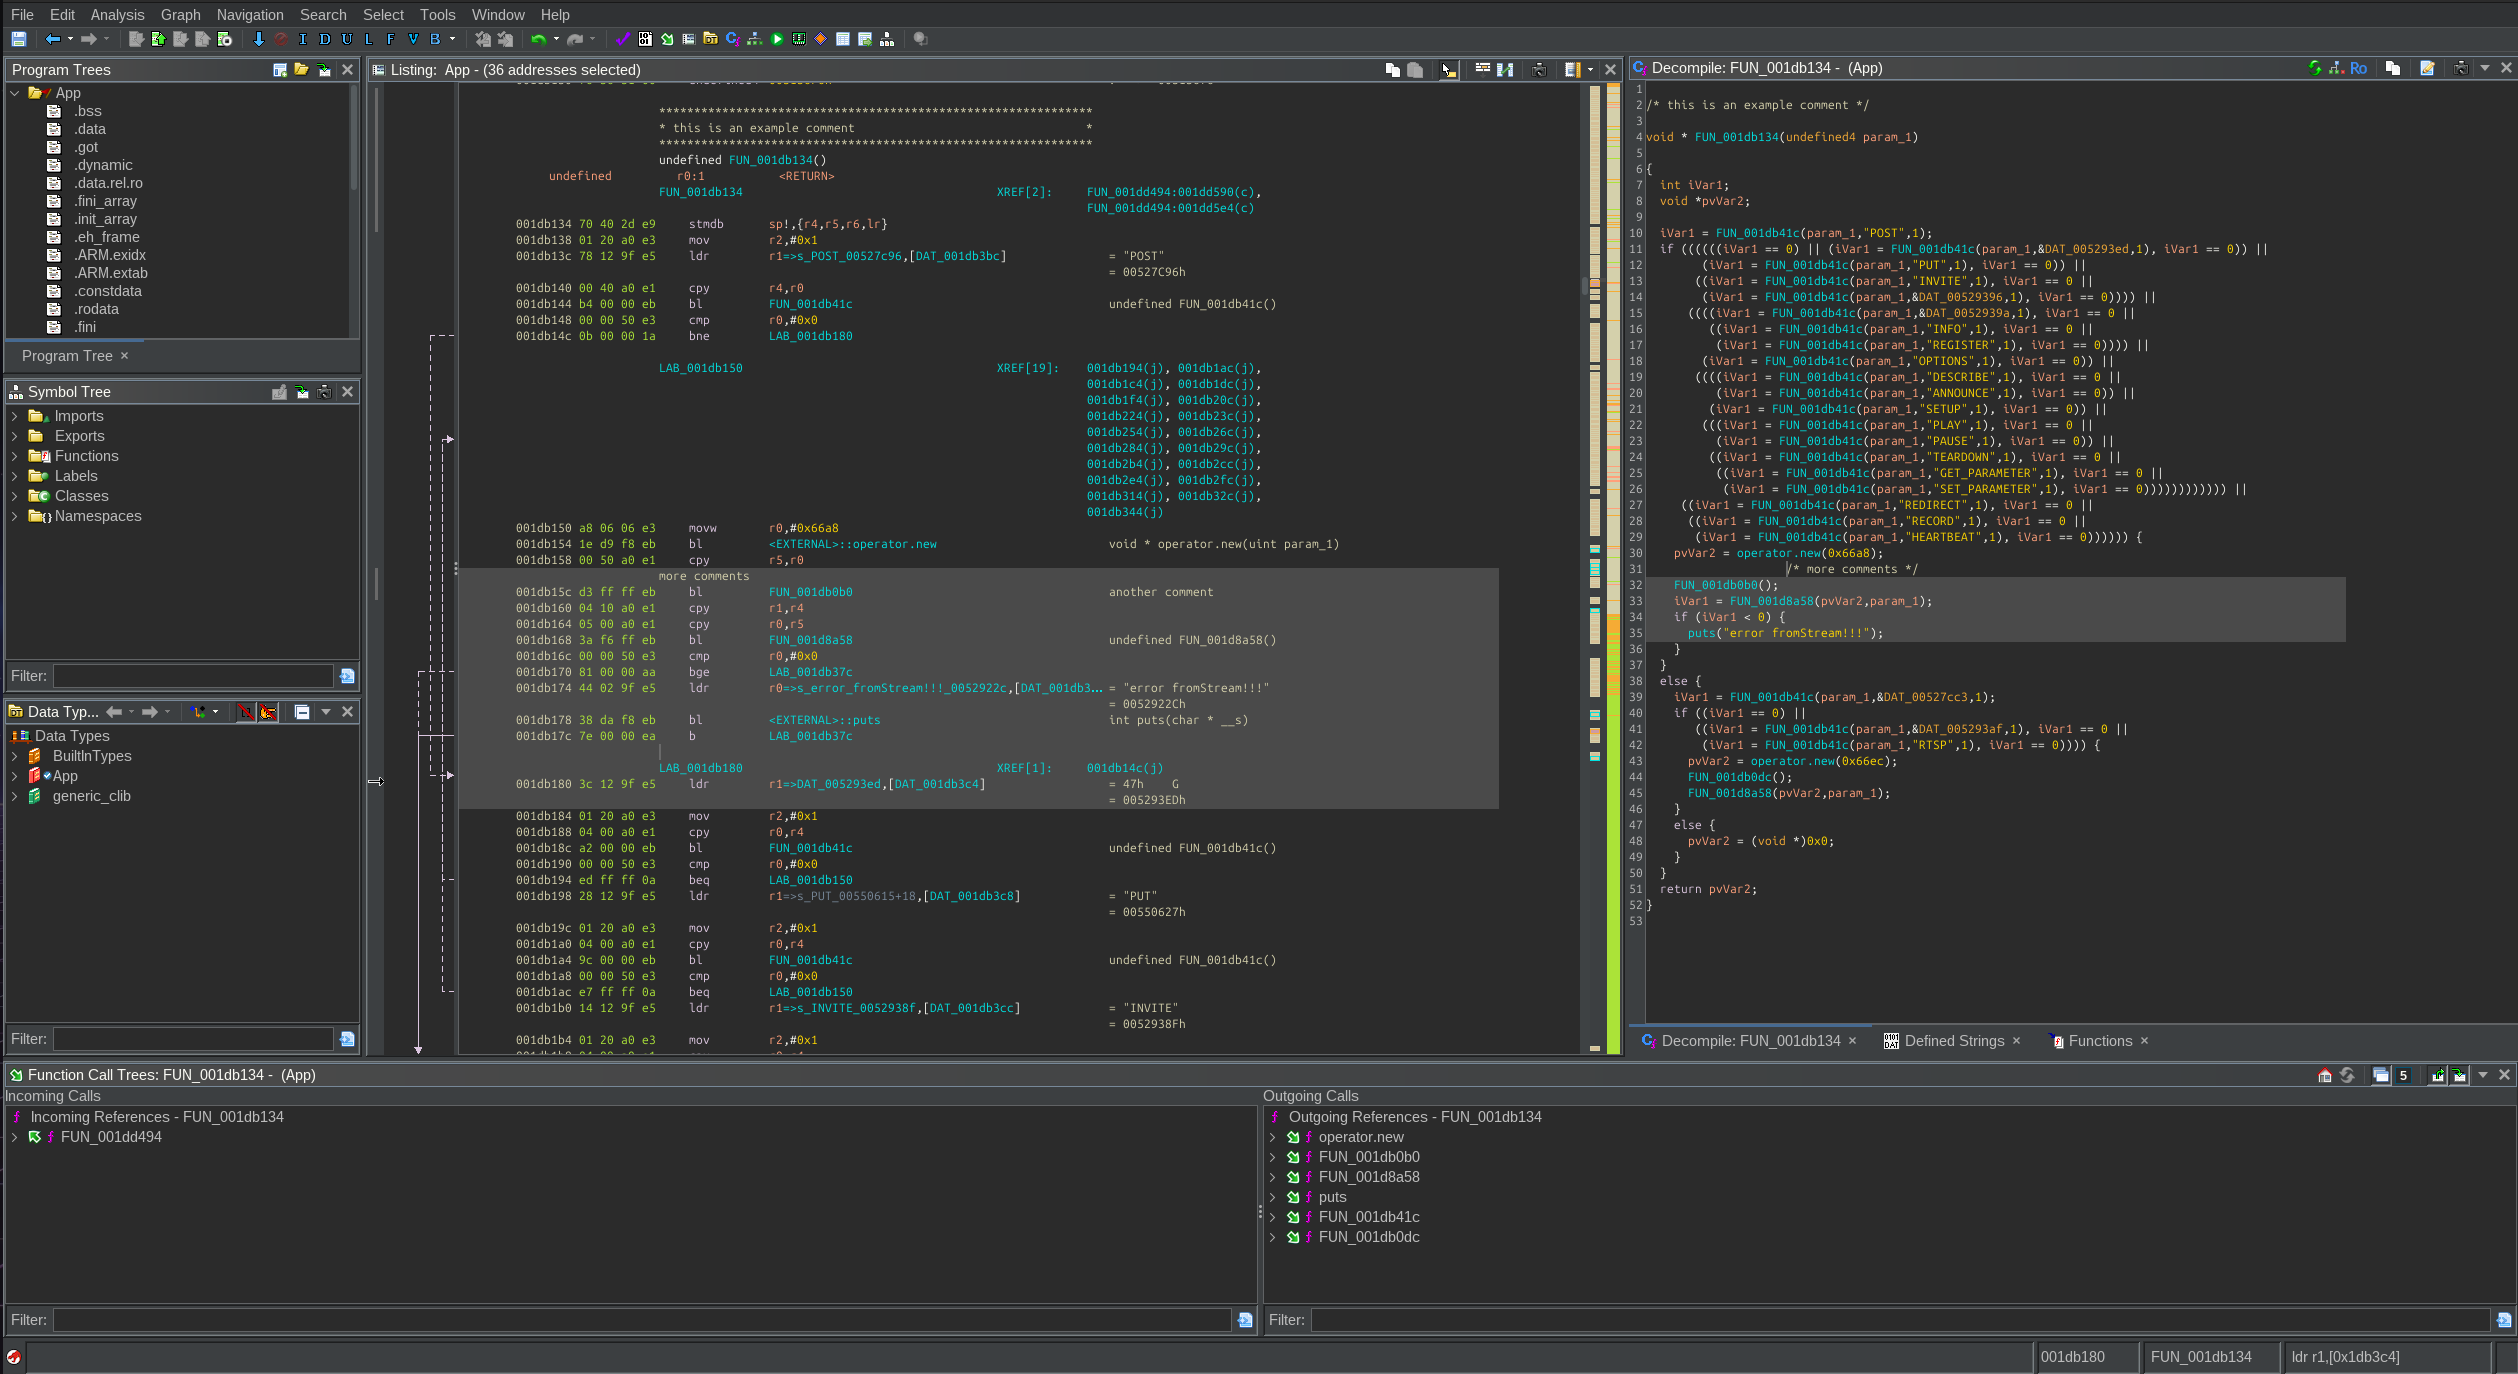 File Edit Analysis Graph Navigation Search Select Tools Window Help
I D U L F V B
Program Trees
App
.bss
.data
.got
.dynamic
.data.rel.ro
.fini_array
.init_array
.eh_frame
.ARM.exidx
.ARM.extab
.constdata
.rodata
.fini
Program Tree ×
Symbol Tree
Imports
Exports
Functions
Labels
Classes
Namespaces
Filter:
Data Typ...
Data Types
BuiltInTypes
App
generic_clib
Filter:
Listing: App - (36 addresses selected)
**************************************************************
* this is an example comment *
**************************************************************
undefined FUN_001db134()
undefined r0:1 <RETURN>
FUN_001db134 XREF[2]: FUN_001dd494:001dd590(c),
FUN_001dd494:001dd5e4(c)
001db134 70 40 2d e9 stmdb sp!,{r4,r5,r6,lr}
001db138 01 20 a0 e3 mov r2,#0x1
001db13c 78 12 9f e5 ldr r1=>s_POST_00527c96,[DAT_001db3bc] = "POST"
= 00527C96h
001db140 00 40 a0 e1 cpy r4,r0
001db144 b4 00 00 eb bl FUN_001db41c undefined FUN_001db41c()
001db148 00 00 50 e3 cmp r0,#0x0
001db14c 0b 00 00 1a bne LAB_001db180
LAB_001db150 XREF[19]: 001db194(j), 001db1ac(j),
001db1c4(j), 001db1dc(j),
001db1f4(j), 001db20c(j),
001db224(j), 001db23c(j),
001db254(j), 001db26c(j),
001db284(j), 001db29c(j),
001db2b4(j), 001db2cc(j),
001db2e4(j), 001db2fc(j),
001db314(j), 001db32c(j),
001db344(j)
001db150 a8 06 06 e3 movw r0,#0x66a8
001db154 1e d9 f8 eb bl <EXTERNAL>::operator.new void * operator.new(uint param_1)
001db158 00 50 a0 e1 cpy r5,r0
more comments
001db15c d3 ff ff eb bl FUN_001db0b0 another comment
001db160 04 10 a0 e1 cpy r1,r4
001db164 05 00 a0 e1 cpy r0,r5
001db168 3a f6 ff eb bl FUN_001d8a58 undefined FUN_001d8a58()
001db16c 00 00 50 e3 cmp r0,#0x0
001db170 81 00 00 aa bge LAB_001db37c
001db174 44 02 9f e5 ldr r0=>s_error_fromStream!!!_0052922c,[DAT_001db3... = "error fromStream!!!"
= 0052922Ch
001db178 38 da f8 eb bl <EXTERNAL>::puts int puts(char * __s)
001db17c 7e 00 00 ea b LAB_001db37c
LAB_001db180 XREF[1]: 001db14c(j)
001db180 3c 12 9f e5 ldr r1=>DAT_005293ed,[DAT_001db3c4] = 47h G
= 005293EDh
001db184 01 20 a0 e3 mov r2,#0x1
001db188 04 00 a0 e1 cpy r0,r4
001db18c a2 00 00 eb bl FUN_001db41c undefined FUN_001db41c()
001db190 00 00 50 e3 cmp r0,#0x0
001db194 ed ff ff 0a beq LAB_001db150
001db198 28 12 9f e5 ldr r1=>s_PUT_00550615+18,[DAT_001db3c8] = "PUT"
= 00550627h
001db19c 01 20 a0 e3 mov r2,#0x1
001db1a0 04 00 a0 e1 cpy r0,r4
001db1a4 9c 00 00 eb bl FUN_001db41c undefined FUN_001db41c()
001db1a8 00 00 50 e3 cmp r0,#0x0
001db1ac e7 ff ff 0a beq LAB_001db150
001db1b0 14 12 9f e5 ldr r1=>s_INVITE_0052938f,[DAT_001db3cc] = "INVITE"
= 0052938Fh
001db1b4 01 20 a0 e3 mov r2,#0x1
Decompile: FUN_001db134 - (App)
Ro
1
2 /* this is an example comment */
3
4 void * FUN_001db134(undefined4 param_1)
5
6 {
7 int iVar1;
8 void *pvVar2;
9
10 iVar1 = FUN_001db41c(param_1,"POST",1);
11 if ((((((iVar1 == 0) || (iVar1 = FUN_001db41c(param_1,&DAT_005293ed,1), iVar1 == 0)) ||
12 (iVar1 = FUN_001db41c(param_1,"PUT",1), iVar1 == 0)) ||
13 ((iVar1 = FUN_001db41c(param_1,"INVITE",1), iVar1 == 0 ||
14 (iVar1 = FUN_001db41c(param_1,&DAT_00529396,1), iVar1 == 0)))) ||
15 ((((iVar1 = FUN_001db41c(param_1,&DAT_0052939a,1), iVar1 == 0 ||
16 ((iVar1 = FUN_001db41c(param_1,"INFO",1), iVar1 == 0 ||
17 (iVar1 = FUN_001db41c(param_1,"REGISTER",1), iVar1 == 0)))) ||
18 (iVar1 = FUN_001db41c(param_1,"OPTIONS",1), iVar1 == 0)) ||
19 ((((iVar1 = FUN_001db41c(param_1,"DESCRIBE",1), iVar1 == 0 ||
20 (iVar1 = FUN_001db41c(param_1,"ANNOUNCE",1), iVar1 == 0)) ||
21 (iVar1 = FUN_001db41c(param_1,"SETUP",1), iVar1 == 0)) ||
22 (((iVar1 = FUN_001db41c(param_1,"PLAY",1), iVar1 == 0 ||
23 (iVar1 = FUN_001db41c(param_1,"PAUSE",1), iVar1 == 0)) ||
24 ((iVar1 = FUN_001db41c(param_1,"TEARDOWN",1), iVar1 == 0 ||
25 ((iVar1 = FUN_001db41c(param_1,"GET_PARAMETER",1), iVar1 == 0 ||
26 (iVar1 = FUN_001db41c(param_1,"SET_PARAMETER",1), iVar1 == 0)))))))))))) ||
27 ((iVar1 = FUN_001db41c(param_1,"REDIRECT",1), iVar1 == 0 ||
28 ((iVar1 = FUN_001db41c(param_1,"RECORD",1), iVar1 == 0 ||
29 (iVar1 = FUN_001db41c(param_1,"HEARTBEAT",1), iVar1 == 0)))))) {
30 pvVar2 = operator.new(0x66a8);
31 /* more comments */
32 FUN_001db0b0();
33 iVar1 = FUN_001d8a58(pvVar2,param_1);
34 if (iVar1 < 0) {
35 puts("error fromStream!!!");
36 }
37 }
38 else {
39 iVar1 = FUN_001db41c(param_1,&DAT_00527cc3,1);
40 if ((iVar1 == 0) ||
41 ((iVar1 = FUN_001db41c(param_1,&DAT_005293af,1), iVar1 == 0 ||
42 (iVar1 = FUN_001db41c(param_1,"RTSP",1), iVar1 == 0)))) {
43 pvVar2 = operator.new(0x66ec);
44 FUN_001db0dc();
45 FUN_001d8a58(pvVar2,param_1);
46 }
47 else {
48 pvVar2 = (void *)0x0;
49 }
50 }
51 return pvVar2;
52 }
53
Decompile: FUN_001db134 × Defined Strings × Functions ×
Function Call Trees: FUN_001db134 - (App)
5
Incoming Calls
Incoming References - FUN_001db134
FUN_001dd494
Filter:
Outgoing Calls
Outgoing References - FUN_001db134
operator.new
FUN_001db0b0
FUN_001d8a58
puts
FUN_001db41c
FUN_001db0dc
Filter:
001db180 FUN_001db134 ldr r1,[0x1db3c4]